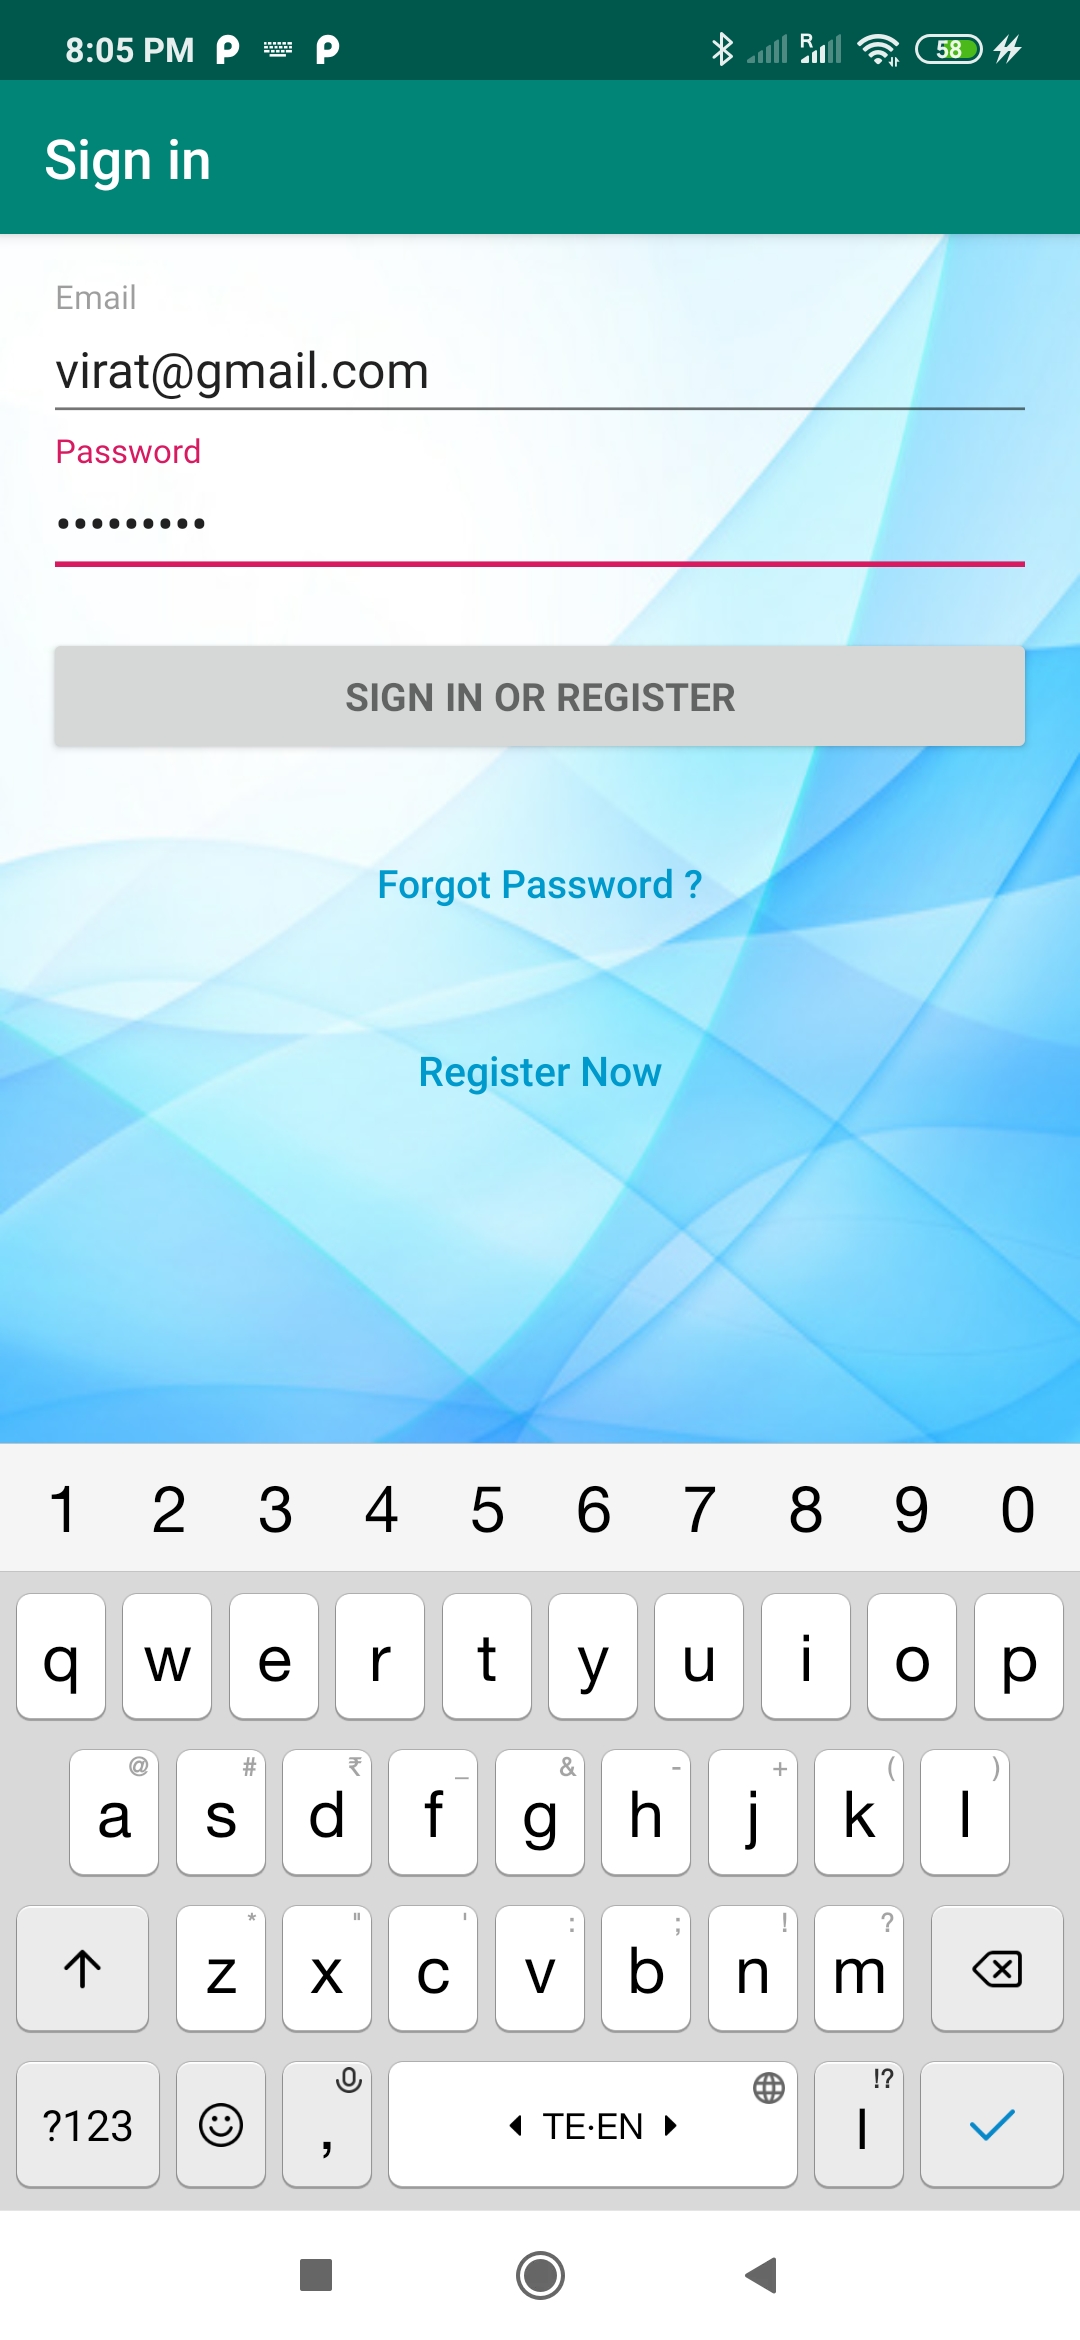 8:05 PM R 58
Sign in
Email
virat@gmail.com
Password
•••••••••
SIGN IN OR REGISTER
Forgot Password ?
Register Now
1 2 3 4 5 6 7 8 9 0
q w e r t y u i o p
@ # ₹ _ & - + ( )
a s d f g h j k l
* " ' : ; ! ?
z x c v b n m
!?
?123 , TE·EN |